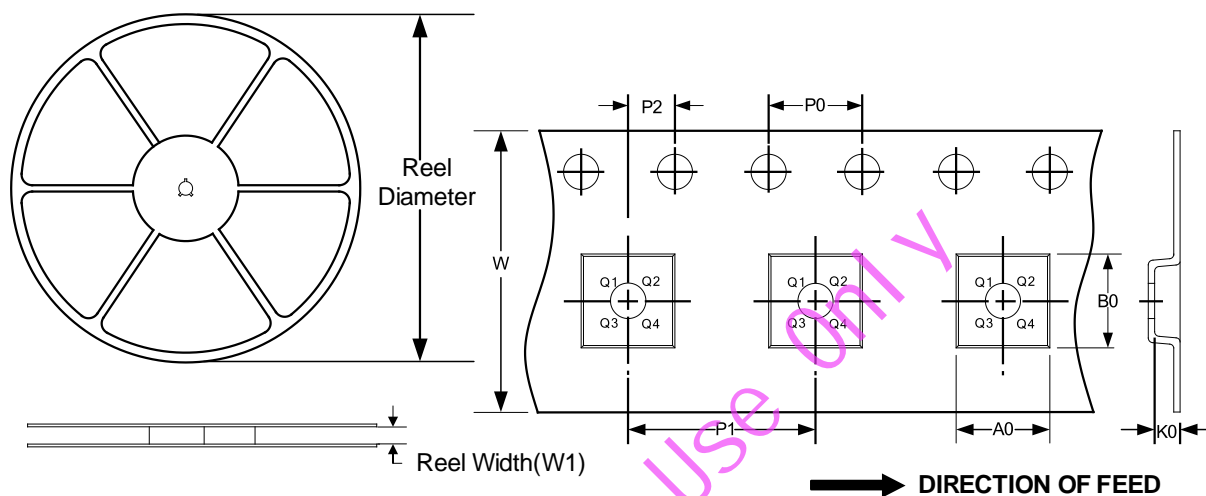 Reel
Diameter
Reel Width(W1)
P2
P0
W
Q1 Q2
Q3 Q4
Q1 Q2
Q3 Q4
Q1 Q2
Q3 Q4
B0
P1
A0
K0
Use Only
DIRECTION OF FEED